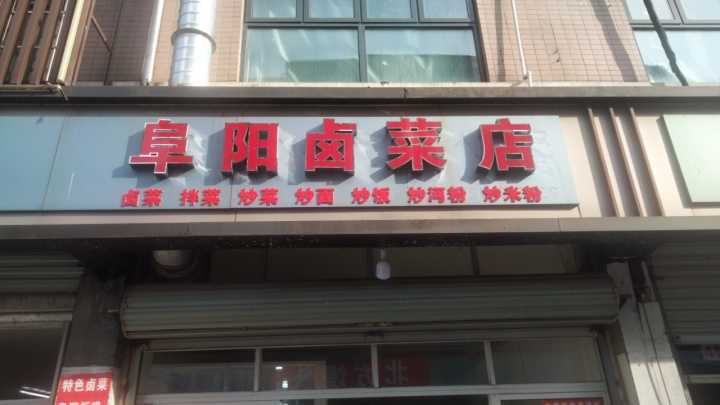 阜阳卤菜店
卤菜 拌菜 炒菜 炒面 炒板 炒河粉 炒米粉
特色卤菜